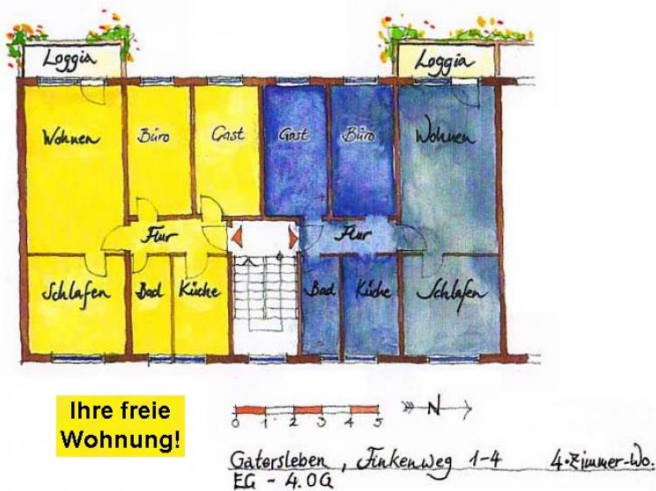 Loggia Loggia
Wohnen Büro Gast Gast Büro Wohnen
Flur Flur
Schlafen Bad Küche Bad Küche Schlafen
Ihre freie
Wohnung!
0 1 2 3 4 5 N
Gatersleben, Finkenweg 1-4 4-Zimmer-Wo.
EG - 4.OG